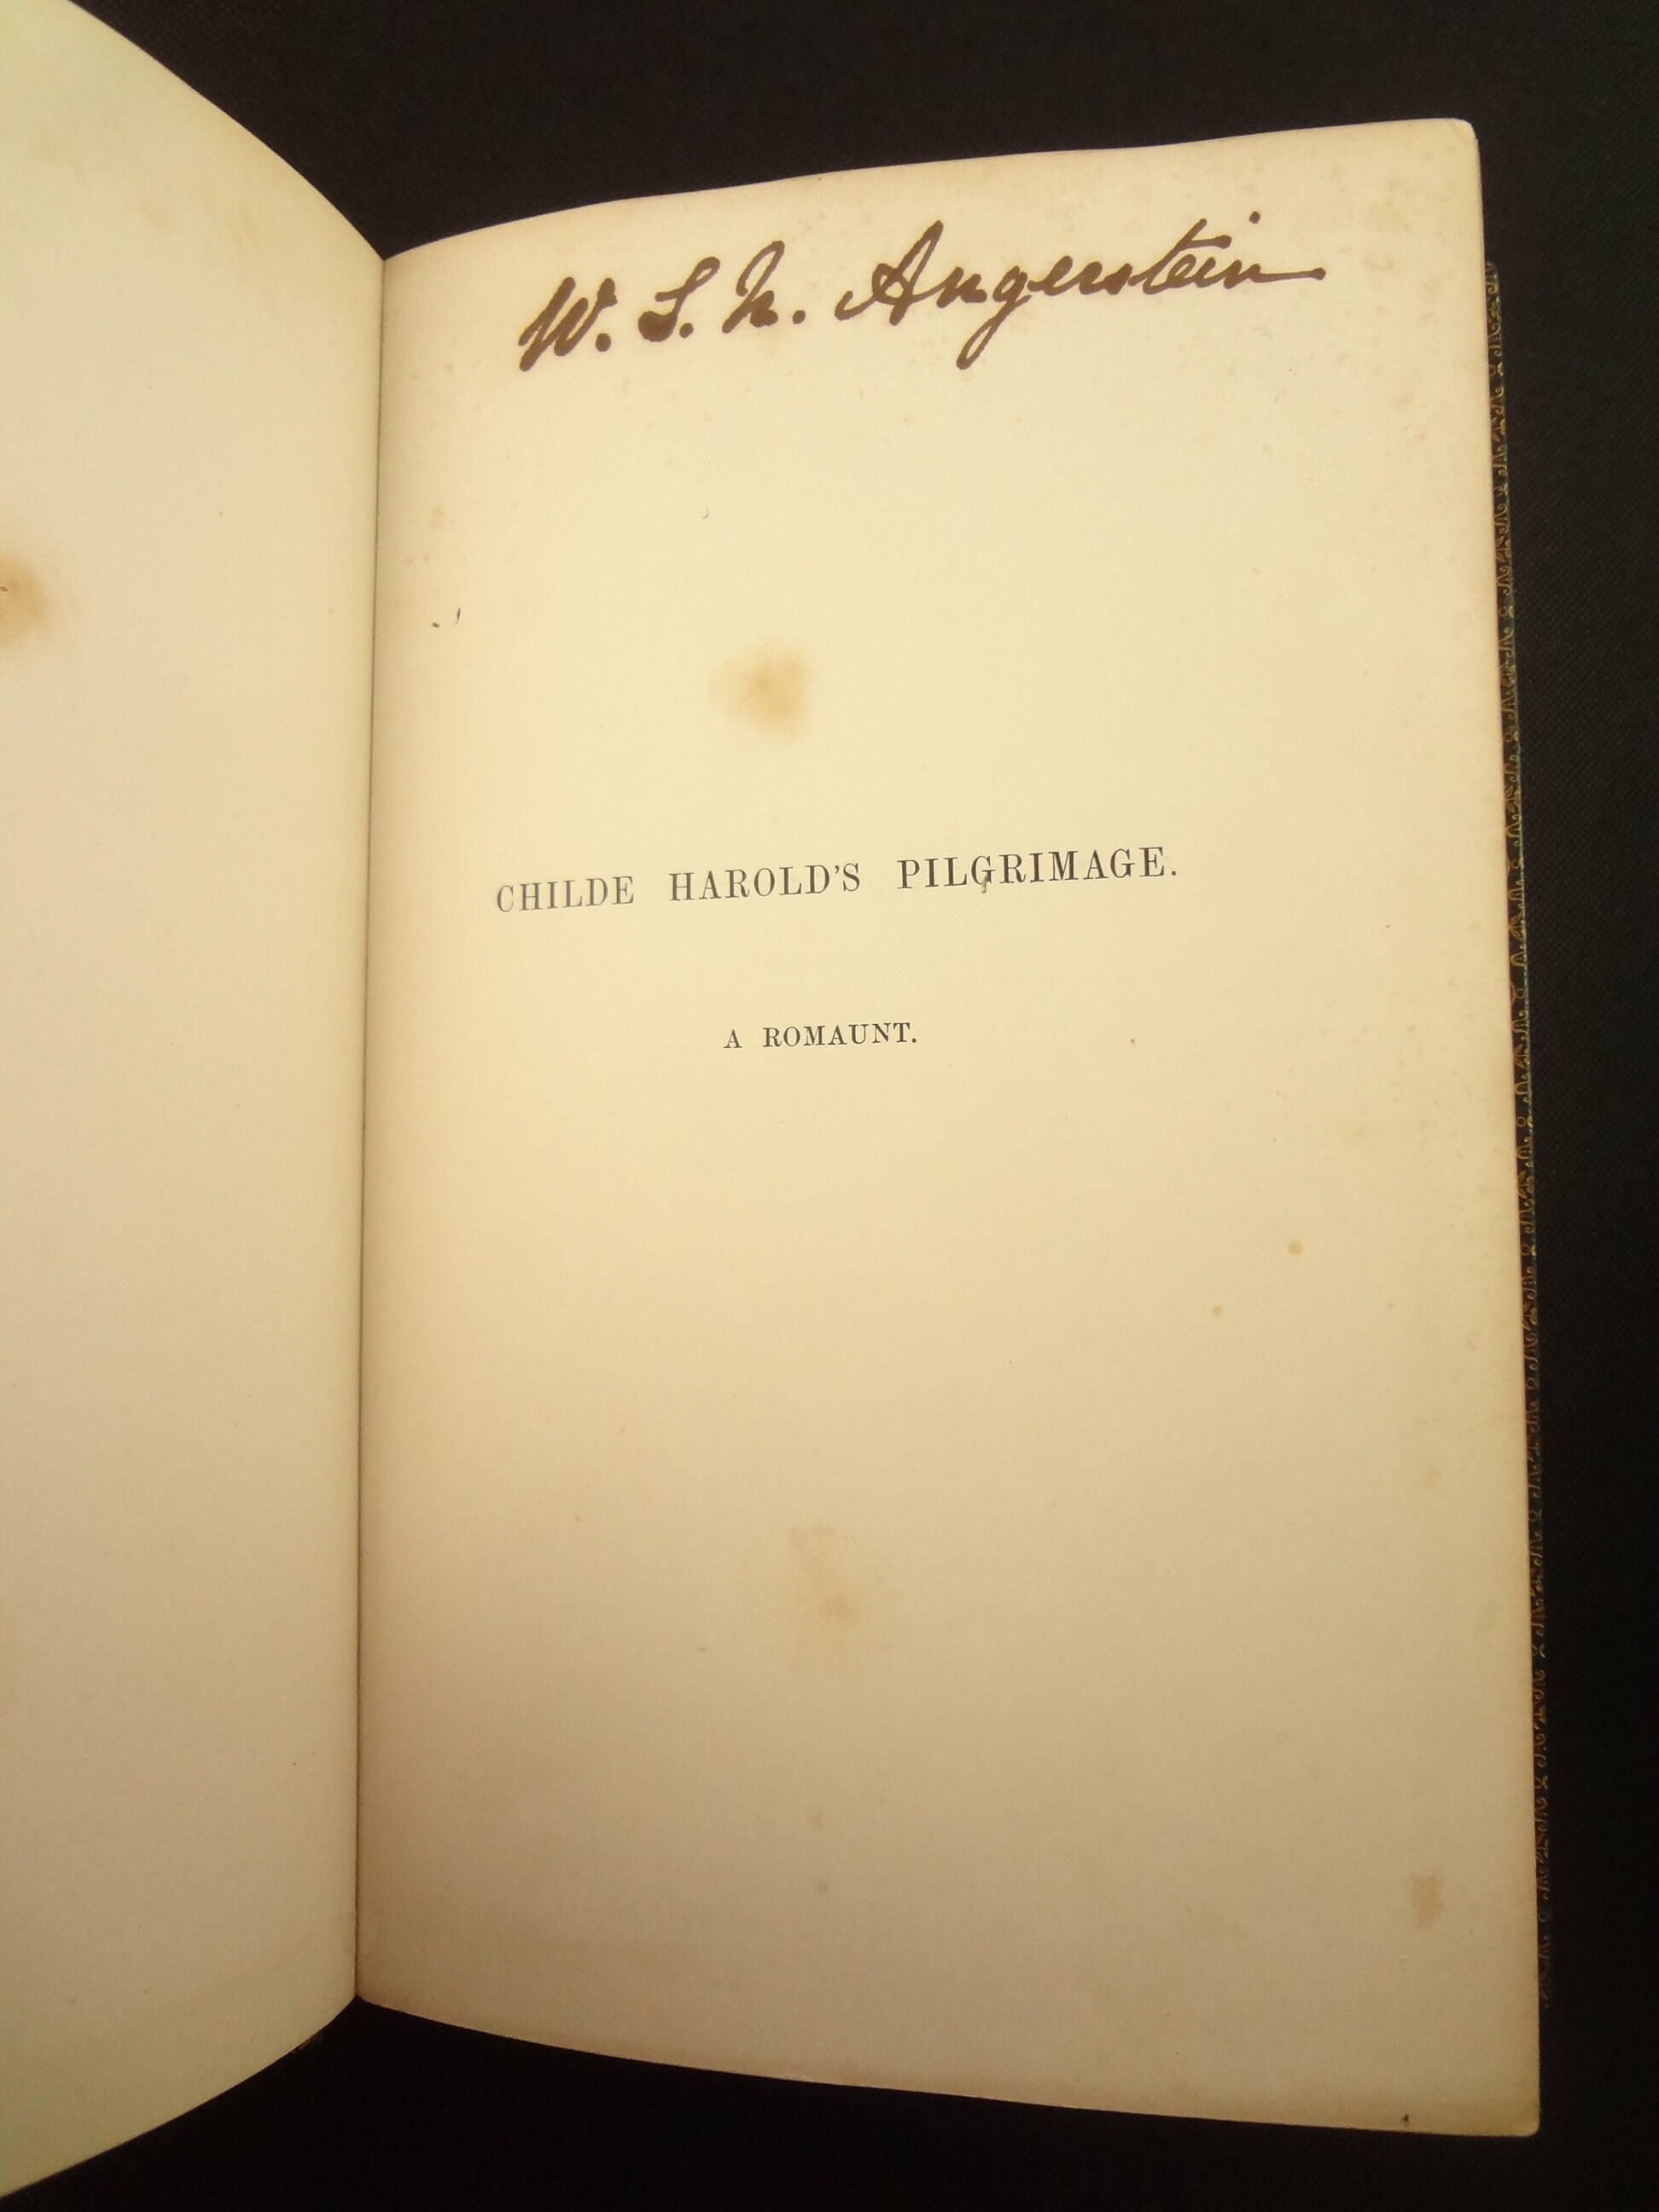 W. S. N. Angerstein
CHILDE HAROLD'S PILGRIMAGE.
A ROMAUNT.